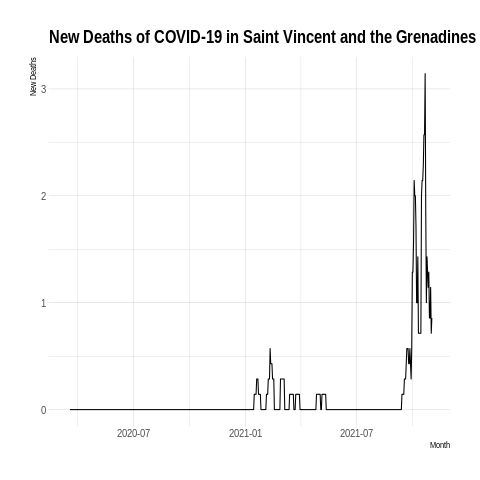 New Deaths of COVID-19 in Saint Vincent and the Grenadines
New Deaths
3
2
1
0
2020-07 2021-01 2021-07
Month